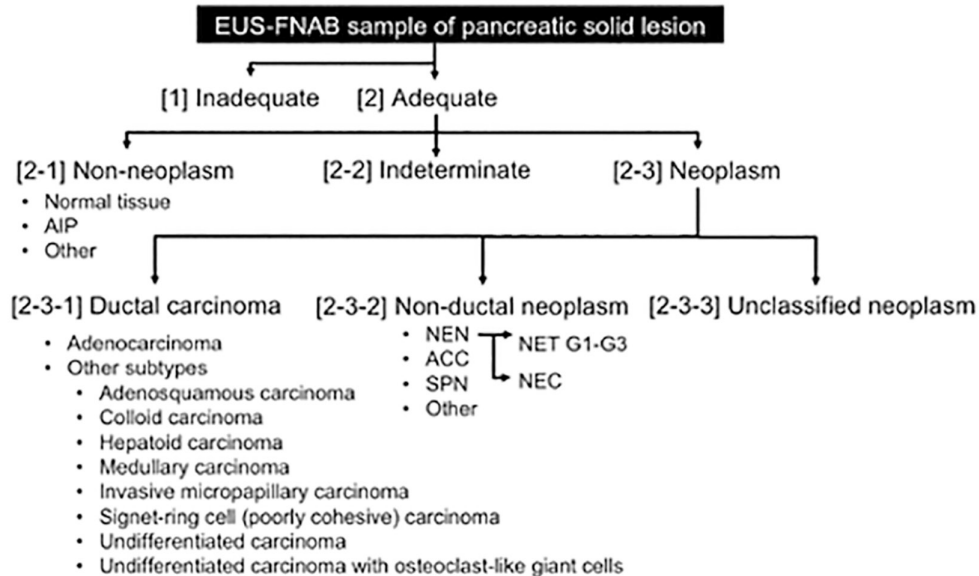 EUS-FNAB sample of pancreatic solid lesion
[1] Inadequate [2] Adequate
[2-1] Non-neoplasm [2-2] Indeterminate [2-3] Neoplasm
• Normal tissue
• AIP
• Other
[2-3-1] Ductal carcinoma [2-3-2] Non-ductal neoplasm [2-3-3] Unclassified neoplasm
• Adenocarcinoma
• Other subtypes
• Adenosquamous carcinoma
• Colloid carcinoma
• Hepatoid carcinoma
• Medullary carcinoma
• Invasive micropapillary carcinoma
• Signet-ring cell (poorly cohesive) carcinoma
• Undifferentiated carcinoma
• Undifferentiated carcinoma with osteoclast-like giant cells
• NEN
• ACC
• SPN
• Other
NET G1-G3
NEC